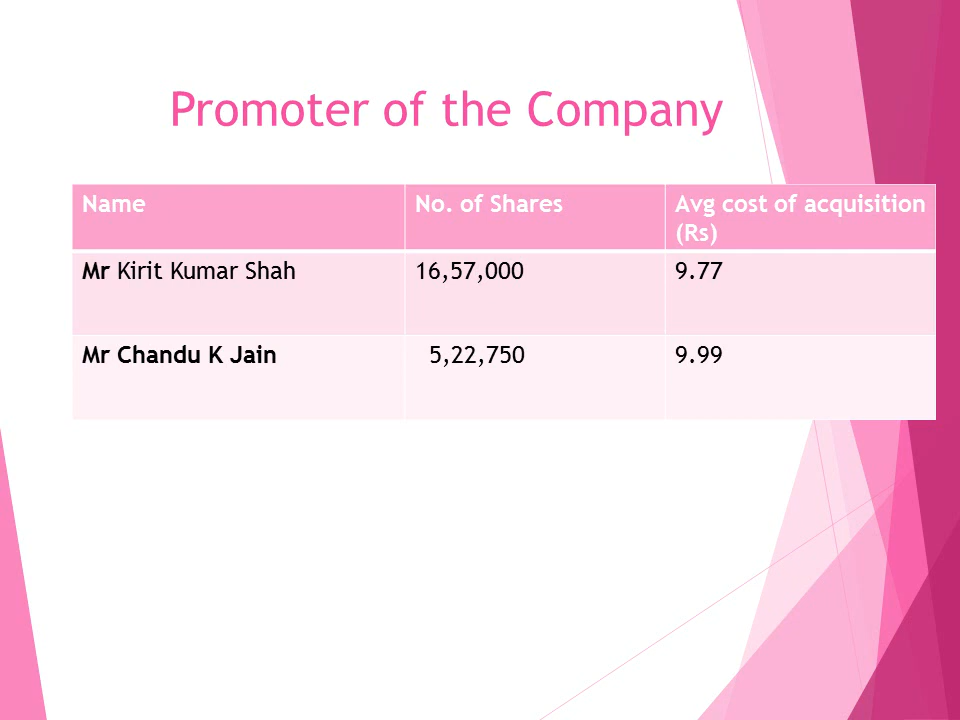 Promoter of the Company
Name No. of Shares Avg cost of acquisition
(Rs)
Mr Kirit Kumar Shah 16,57,000 9.77
Mr Chandu K Jain 5,22,750 9.99